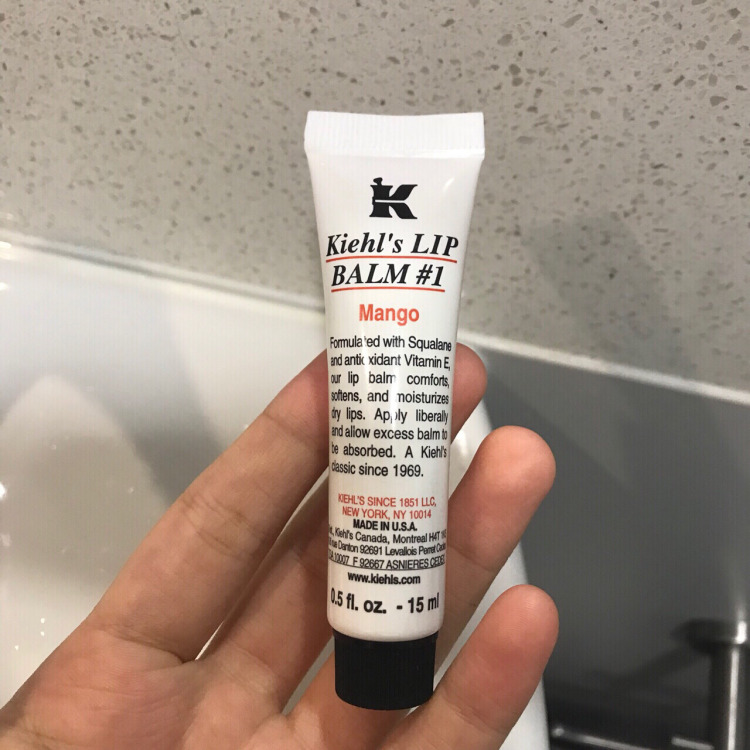 K
Kiehl's LIP
BALM #1
Mango
Formulated with Squalane
and antioxidant Vitamin E,
our lip balm comforts,
softens, and moisturizes
dry lips. Apply liberally
and allow excess balm to
be absorbed. A Kiehl's
classic since 1969.
KIEHL'S SINCE 1851 LLC,
NEW YORK, NY 10014
MADE IN U.S.A.
Kiehl's Canada, Montreal H4T
Danton 92691 Levallois Perret
10007 F 92667 ASNIERES CEDEX
www.kiehls.com
0.5 fl. oz. - 15 ml